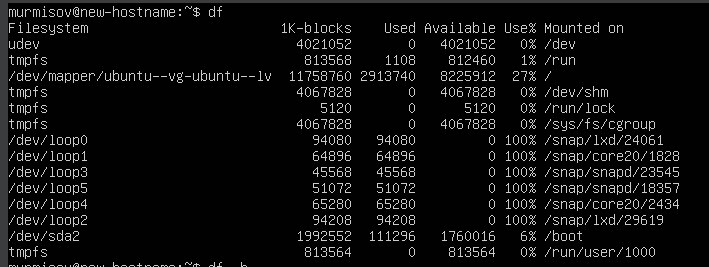 murmisov@new-hostname:~$ df
Filesystem                        1K-blocks    Used Available Use% Mounted on
udev                                4021052       0   4021052   0% /dev
tmpfs                                813568    1108    812460   1% /run
/dev/mapper/ubuntu--vg-ubuntu--lv  11758760 2913740   8225912  27% /
tmpfs                               4067828       0   4067828   0% /dev/shm
tmpfs                                  5120       0      5120   0% /run/lock
tmpfs                               4067828       0   4067828   0% /sys/fs/cgroup
/dev/loop0                            94080   94080         0 100% /snap/lxd/24061
/dev/loop1                            64896   64896         0 100% /snap/core20/1828
/dev/loop3                            45568   45568         0 100% /snap/snapd/23545
/dev/loop5                            51072   51072         0 100% /snap/snapd/18357
/dev/loop4                            65280   65280         0 100% /snap/core20/2434
/dev/loop2                            94208   94208         0 100% /snap/lxd/29619
/dev/sda2                           1992552  111296   1760016   6% /boot
tmpfs                                813564       0    813564   0% /run/user/1000
murmisov@new-hostname:~$ df -h